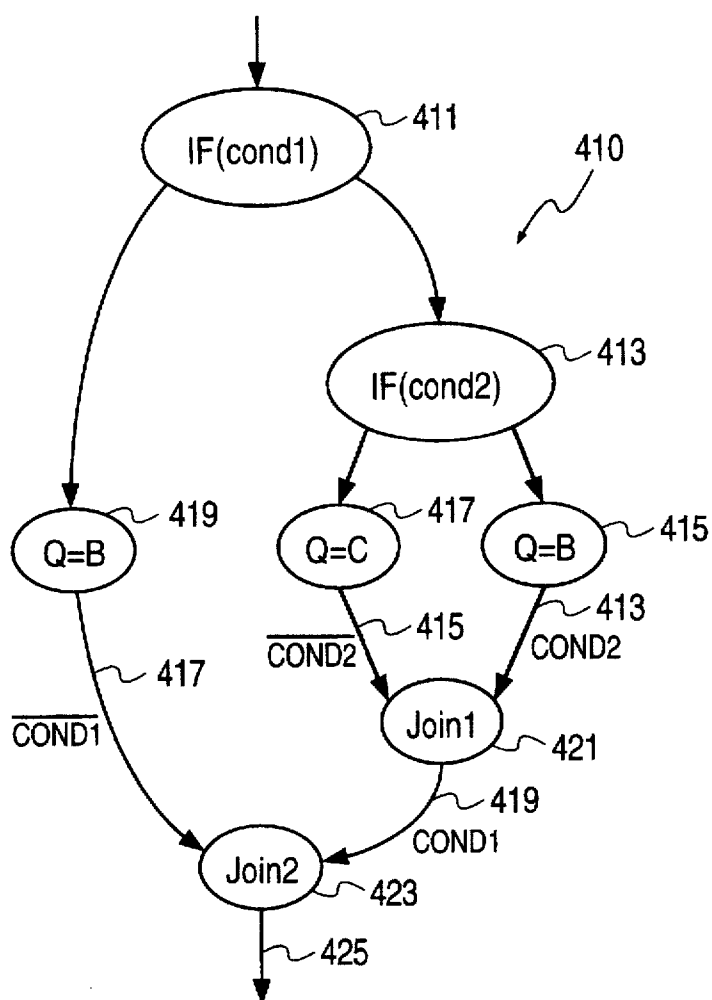 411
IF(cond1)
410
413
IF(cond2)
419
417
415
Q=B
Q=C
Q=B
415
413
COND2
COND2
417
COND1
Join1
421
419
COND1
Join2
423
425